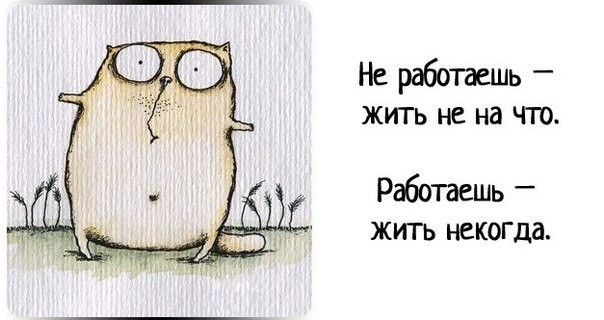 Не работаешь –
жить не на что.
Работаешь –
жить некогда.